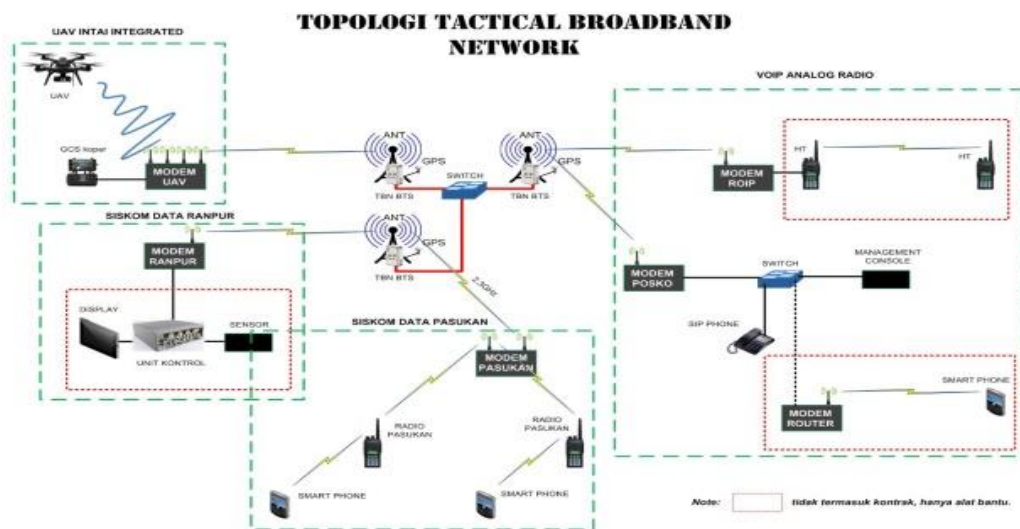 TOPOLOGI TACTICAL BROADBAND
NETWORK
UAV INTAI INTEGRATED
UAV
GCS koper
MODEM
UAV
ANT
GPS
TBN BTS
SWITCH
ANT
GPS
TBN BTS
ANT
GPS
TBN BTS
2,3GHz
SISKOM DATA RANPUR
MODEM
RANPUR
DISPLAY
UNIT KONTROL
SENSOR
SISKOM DATA PASUKAN
MODEM
PASUKAN
RADIO
PASUKAN
RADIO
PASUKAN
SMART PHONE
SMART PHONE
VOIP ANALOG RADIO
MODEM
ROIP
HT
HT
MODEM
POSKO
SWITCH
MANAGEMENT
CONSOLE
SIP PHONE
MODEM
ROUTER
SMART PHONE
Note:
tidak termasuk kontrak, hanya alat bantu.